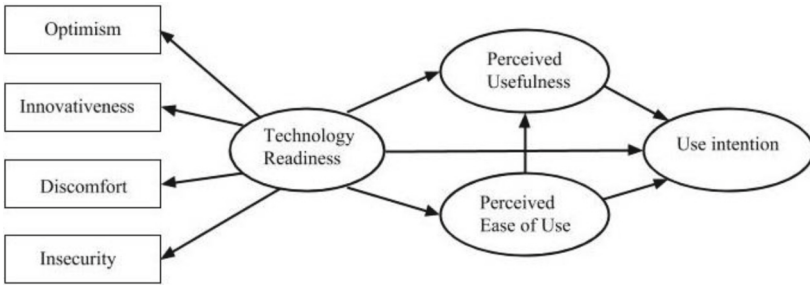 Optimism
Innovativeness
Discomfort
Insecurity
Technology
Readiness
Perceived
Usefulness
Perceived
Ease of Use
Use intention